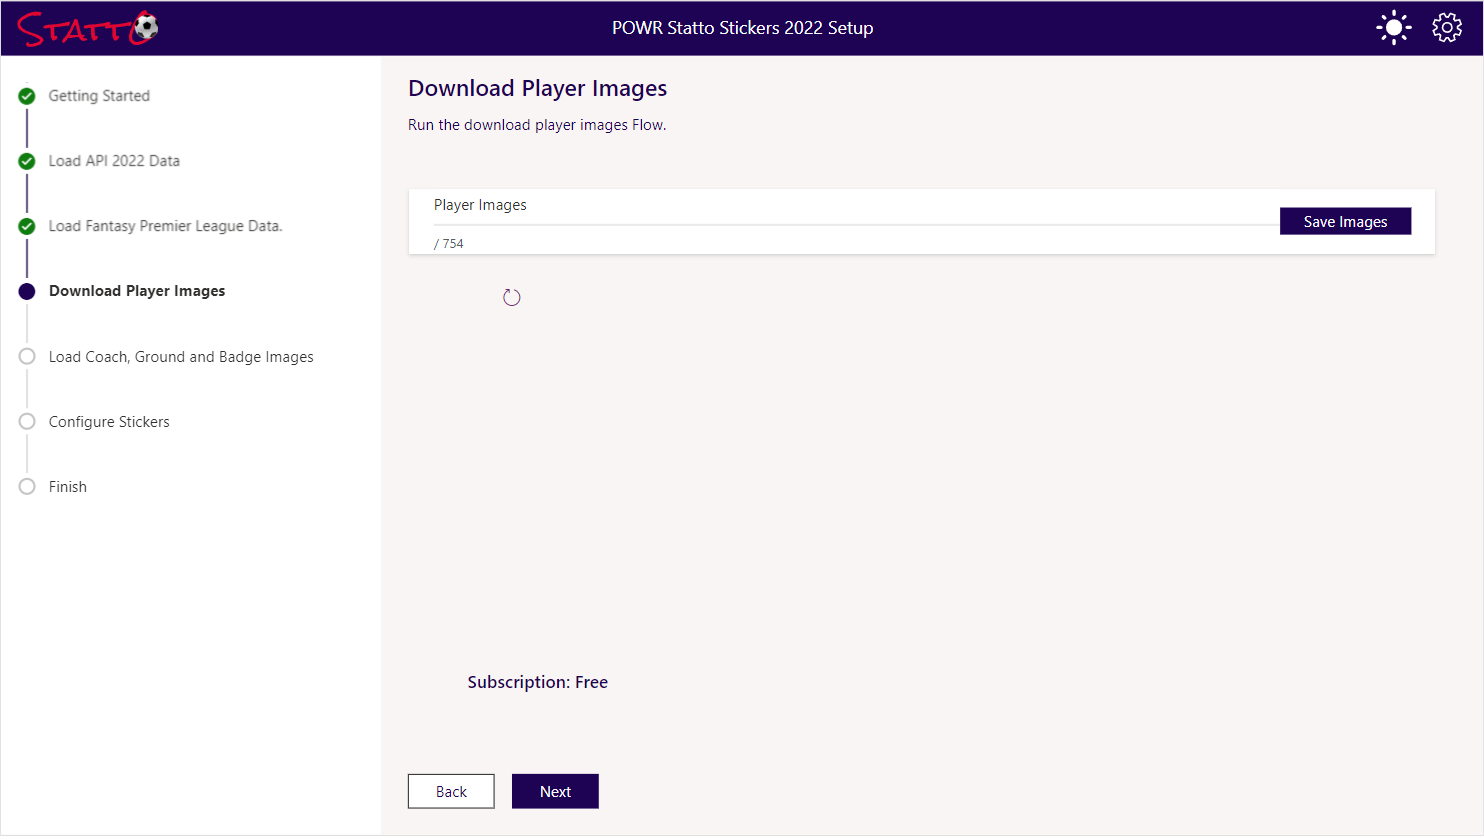 STATTO
POWR Statto Stickers 2022 Setup
Getting Started
Load API 2022 Data
Load Fantasy Premier League Data.
Download Player Images
Load Coach, Ground and Badge Images
Configure Stickers
Finish
Download Player Images
Run the download player images Flow.
Player Images
/ 754
Save Images
Subscription: Free
Back
Next